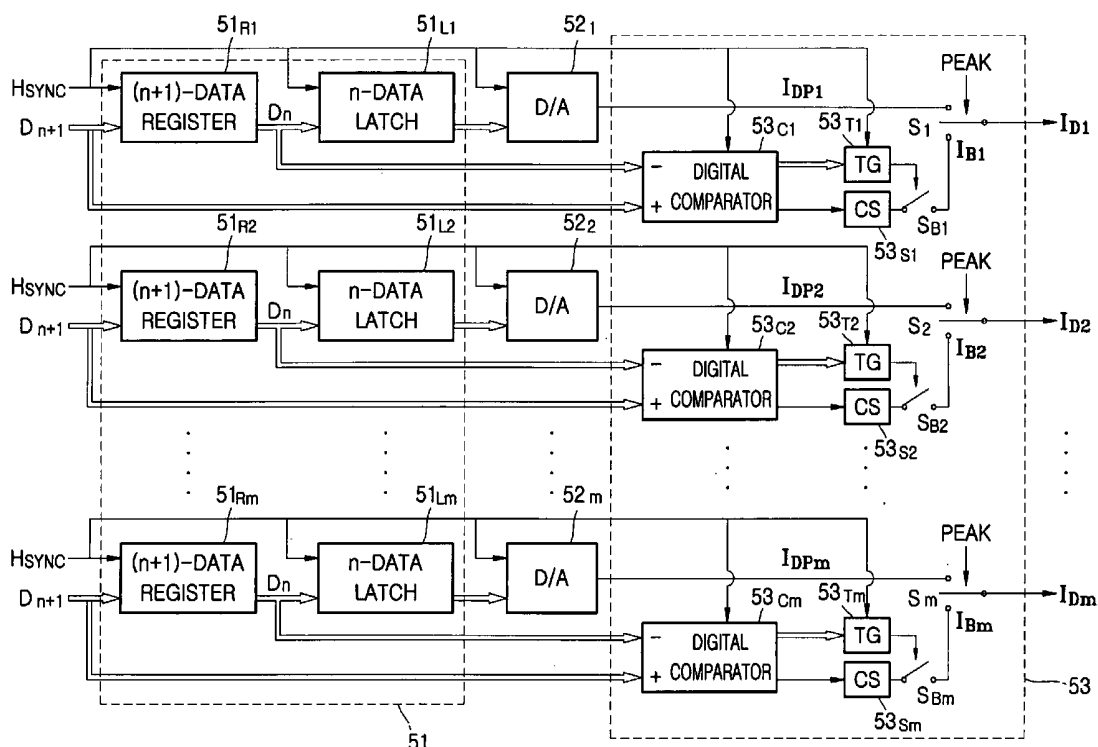 51R1
51L1
521
PEAK
HSYNC
(n+1)-DATA
REGISTER
n-DATA
LATCH
D/A
IDP1
Dn+1
Dn
53C1
53T1
S1
ID1
IB1
−
DIGITAL
COMPARATOR
+
TG
CS
SB1
53S1
51R2
51L2
522
PEAK
HSYNC
(n+1)-DATA
REGISTER
n-DATA
LATCH
D/A
IDP2
Dn+1
Dn
53C2
53T2
S2
ID2
IB2
−
DIGITAL
COMPARATOR
+
TG
CS
SB2
53S2
51Rm
51Lm
52m
PEAK
HSYNC
(n+1)-DATA
REGISTER
n-DATA
LATCH
D/A
IDPm
Dn+1
Dn
53Cm
53Tm
Sm
IDm
IBm
−
DIGITAL
COMPARATOR
+
TG
CS
SBm
53Sm
53
51